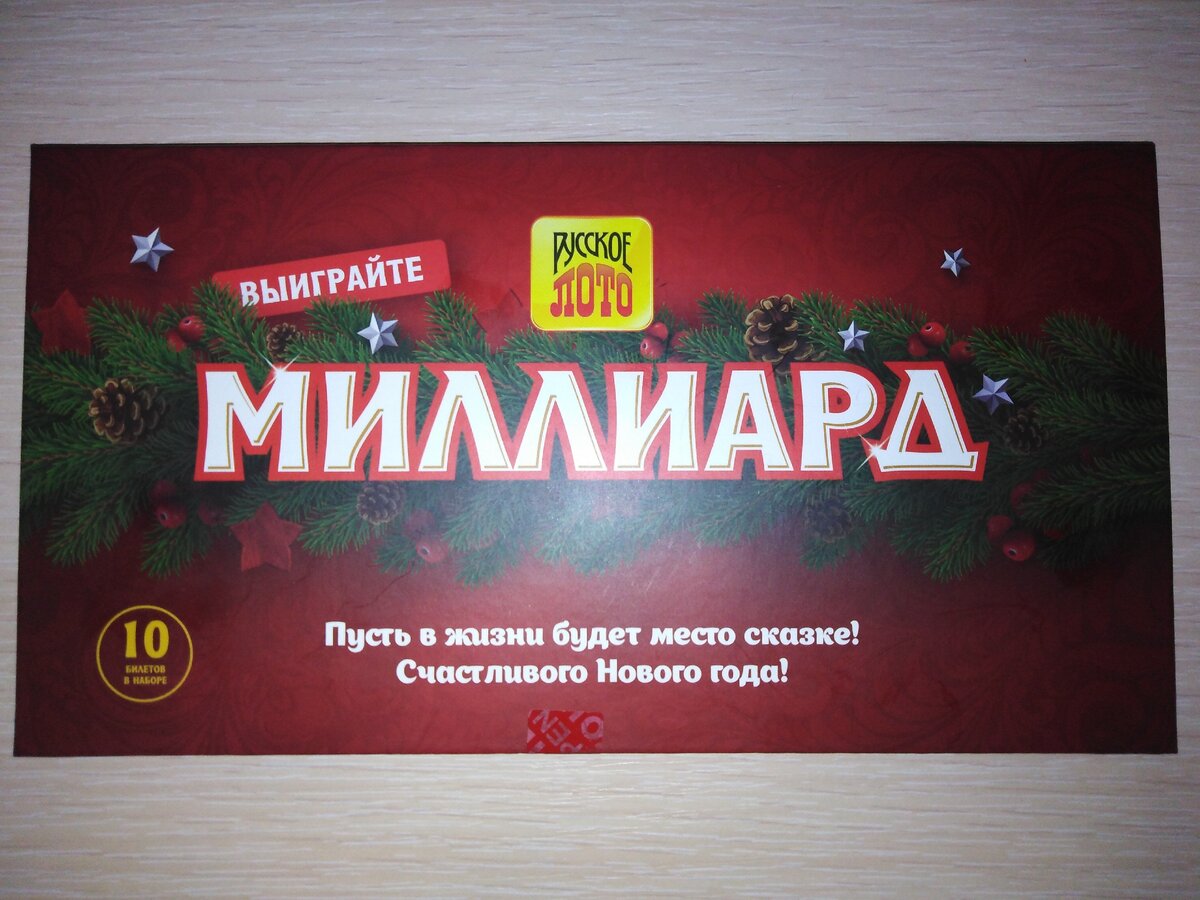 РУССКОЕ
ЛОТО
ВЫИГРАЙТЕ
МИЛЛИАРД
10
БИЛЕТОВ
В НАБОРЕ
Пусть в жизни будет место сказке!
Счастливого Нового года!